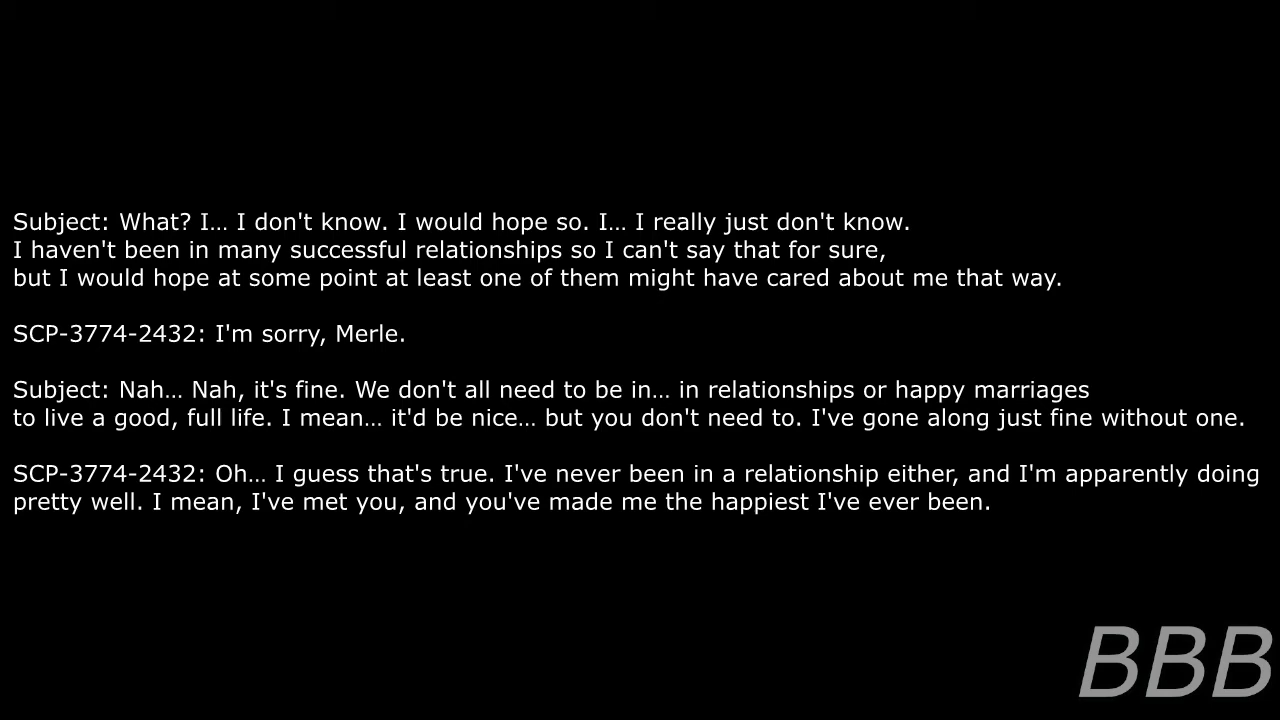 Subject: What? I... I don't know. I would hope so. I... I really just don't know.
I haven't been in many successful relationships so I can't say that for sure,
but I would hope at some point at least one of them might have cared about me that way.
SCP-3774-2432: I'm sorry, Merle.
Subject: Nah... Nah, it's fine. We don't all need to be in... in relationships or happy marriages
to live a good, full life. I mean... it'd be nice... but you don't need to. I've gone along just fine without one.
SCP-3774-2432: Oh... I guess that's true. I've never been in a relationship either, and I'm apparently doing
pretty well. I mean, I've met you, and you've made me the happiest I've ever been.
BBB